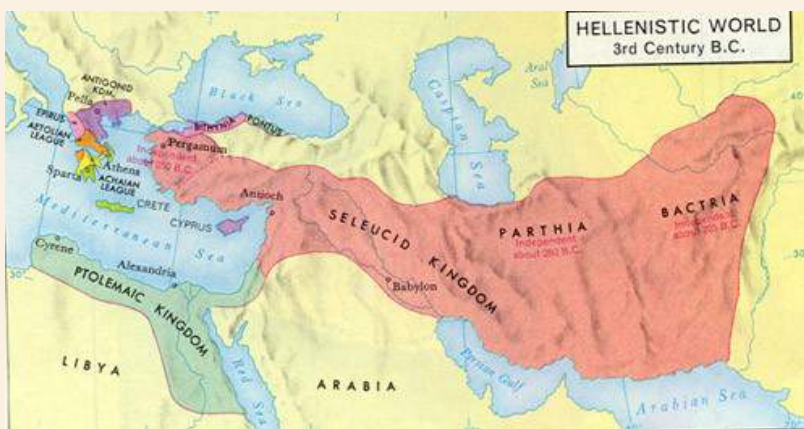 HELLENISTIC WORLD
3rd Century B.C.
Aral
Sea
Black Sea
Caspian Sea
ANTIGONID
KDM.
Pella
EPIRUS
AETOLIAN
LEAGUE
PONTUS
Pergamum
Independent
about 250 B.C.
Athens
Sparta
ACHAIAN
LEAGUE
CRETE
CYPRUS
Antioch
SELEUCID KINGDOM
PARTHIA
Independent
BACTRIA
Mediterranean Sea
Cyrene
Alexandria
Babylon
PTOLEMAIC KINGDOM
LIBYA
ARABIA
Red Sea
Persian Gulf
Arabian Sea